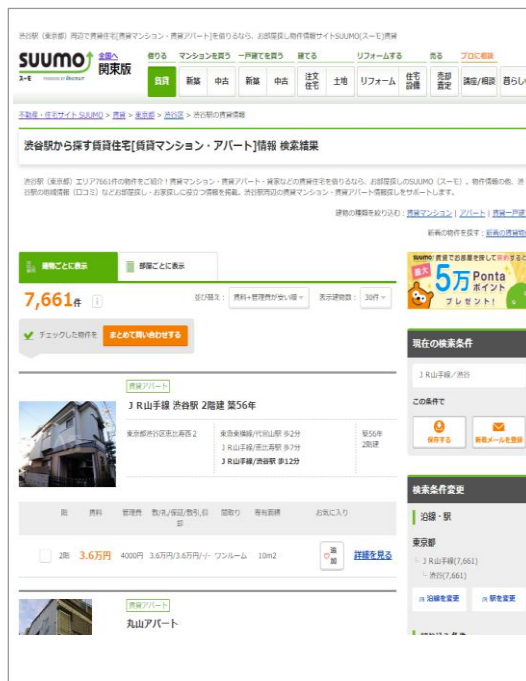 渋谷駅（東京都）周辺で賃貸住宅[賃貸マンション・賃貸アパート]を借りるなら、お部屋探し物件情報サイトSUUMO(スーモ)賃貸
SUUMO 全国へ 関東版
スーモ
借りる マンションを買う 一戸建てを買う 建てる リフォームする 売る プロに相談
賃貸 新築 中古 新築 中古 注文住宅 土地 リフォーム 住宅設備 売却査定 講座/相談 暮らし
不動産・住宅サイト SUUMO > 賃貸 > 東京都 > 渋谷区 > 渋谷駅の賃貸情報
渋谷駅から探す賃貸住宅[賃貸マンション・アパート]情報 検索結果
渋谷駅（東京都）エリア7661件の物件をご紹介！賃貸マンション・賃貸アパート・貸家などの賃貸住宅を借りるなら、お部屋探しのSUUMO（スーモ）。物件情報の他、渋
谷駅の地域情報（口コミ）などお部屋探し・お家探しに役立つ情報を掲載。渋谷駅周辺の賃貸マンション・賃貸アパート情報探しをサポートします。
建物の種類を絞り込む：賃貸マンション | アパート | 賃貸一戸建
新着の物件を探す：新着の賃貸物
建物ごとに表示 部屋ごとに表示
7,661件
並び替え： 賃料+管理費が安い順 表示建物数： 30件
チェックした物件を まとめて問い合わせする
SUUMO 賃貸でお部屋を探して
最大5万Pontaポイント
プレゼント！
現在の検索条件
ＪＲ山手線／渋谷
この条件で
保存する 新着メールを登録
賃貸アパート
ＪＲ山手線 渋谷駅 2階建 築56年
東京都渋谷区恵比寿西２
東急東横線/代官山駅 歩2分
ＪＲ山手線/恵比寿駅 歩7分
ＪＲ山手線/渋谷駅 歩12分
築56年
2階建
階 賃料 管理費 敷/礼/保証/敷引,償却 間取り 専有面積 お気に入り
2階 3.6万円 4000円 3.6万円/3.6万円/-/- ワンルーム 10m2 追加 詳細を見る
検索条件変更
沿線・駅
東京都
ＪＲ山手線(7,661)
渋谷(7,661)
沿線を変更 駅を変更
賃貸アパート
丸山アパート